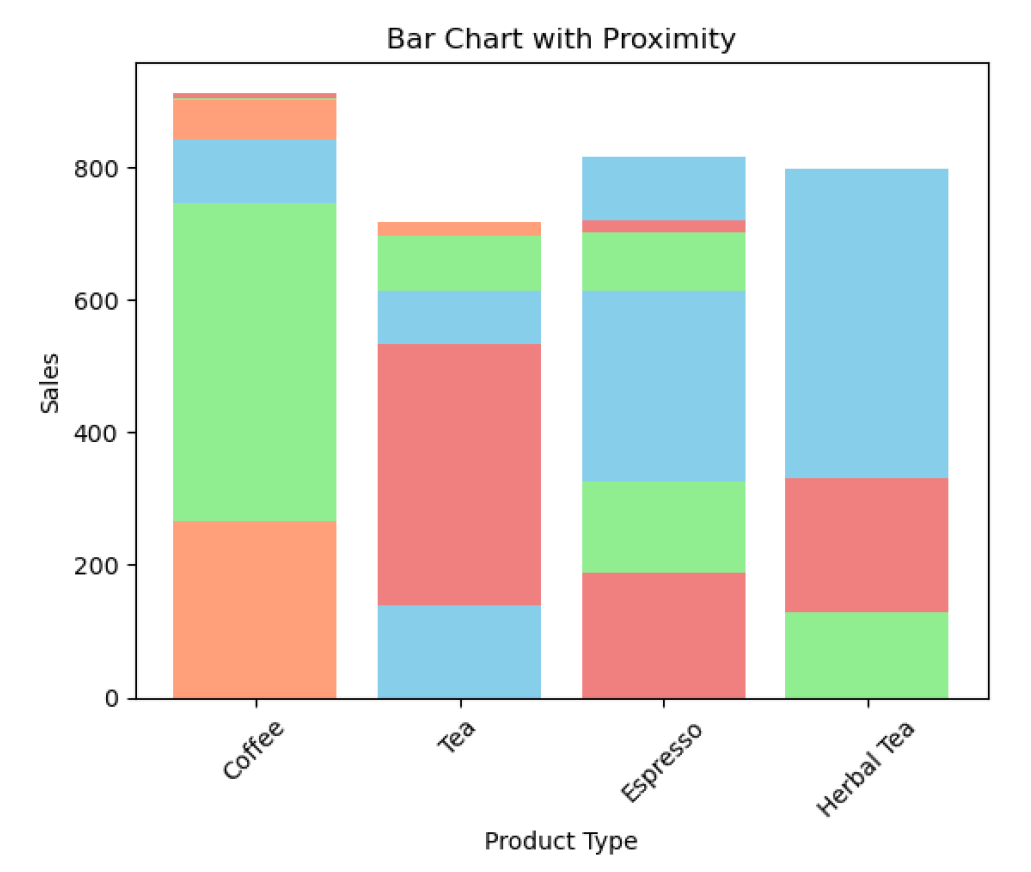 Bar Chart with Proximity
Sales
800
600
400
200
0
Coffee
Tea
Espresso
Herbal Tea
Product Type